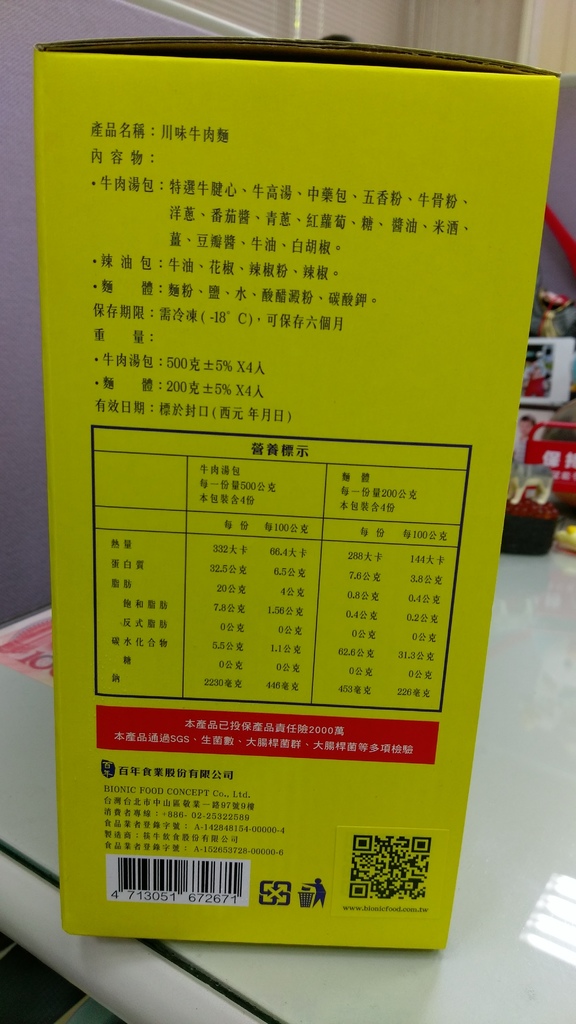 產品名稱：川味牛肉麵
內 容 物：
·牛肉湯包：特選牛腱心、牛高湯、中藥包、五香粉、牛骨粉、
洋蔥、番茄醬、青蔥、紅蘿蔔、糖、醬油、米酒、
薑、豆瓣醬、牛油、白胡椒。
·辣 油 包：牛油、花椒、辣椒粉、辣椒。
·麵 體：麵粉、鹽、水、酸醋澱粉、碳酸鉀。
保存期限：需冷凍(-18°C)，可保存六個月
重 量：
·牛肉湯包：500克±5% X4入
·麵 體：200克±5% X4入
有效日期：標於封口(西元 年月日)
營養標示
牛肉湯包
每一份量500公克
本包裝含4份
麵 體
每一份量200公克
本包裝含4份
每 份 每100公克 每 份 每100公克
熱量 332大卡 66.4大卡 288大卡 144大卡
蛋白質 32.5公克 6.5公克 7.6公克 3.8公克
脂肪 20公克 4公克 0.8公克 0.4公克
飽和脂肪 7.8公克 1.56公克 0.4公克 0.2公克
反式脂肪 0公克 0公克 0公克 0公克
碳水化合物 5.5公克 1.1公克 62.6公克 31.3公克
糖 0公克 0公克 0公克 0公克
鈉 2230毫克 446毫克 453毫克 226毫克
本產品已投保產品責任險2000萬
本產品通過SGS、生菌數、大腸桿菌群、大腸桿菌等多項檢驗
百年食業股份有限公司
BIONIC FOOD CONCEPT Co., Ltd.
台灣台北市中山區敬業一路97號9樓
消費者專線：+886- 02-25322589
食品業者登錄字號： A-142848154-00000-4
製造商：筷牛飲食股份有限公司
食品業者登錄字號： A-152653728-00000-6
4 713051 672671
www.bionicfood.com.tw